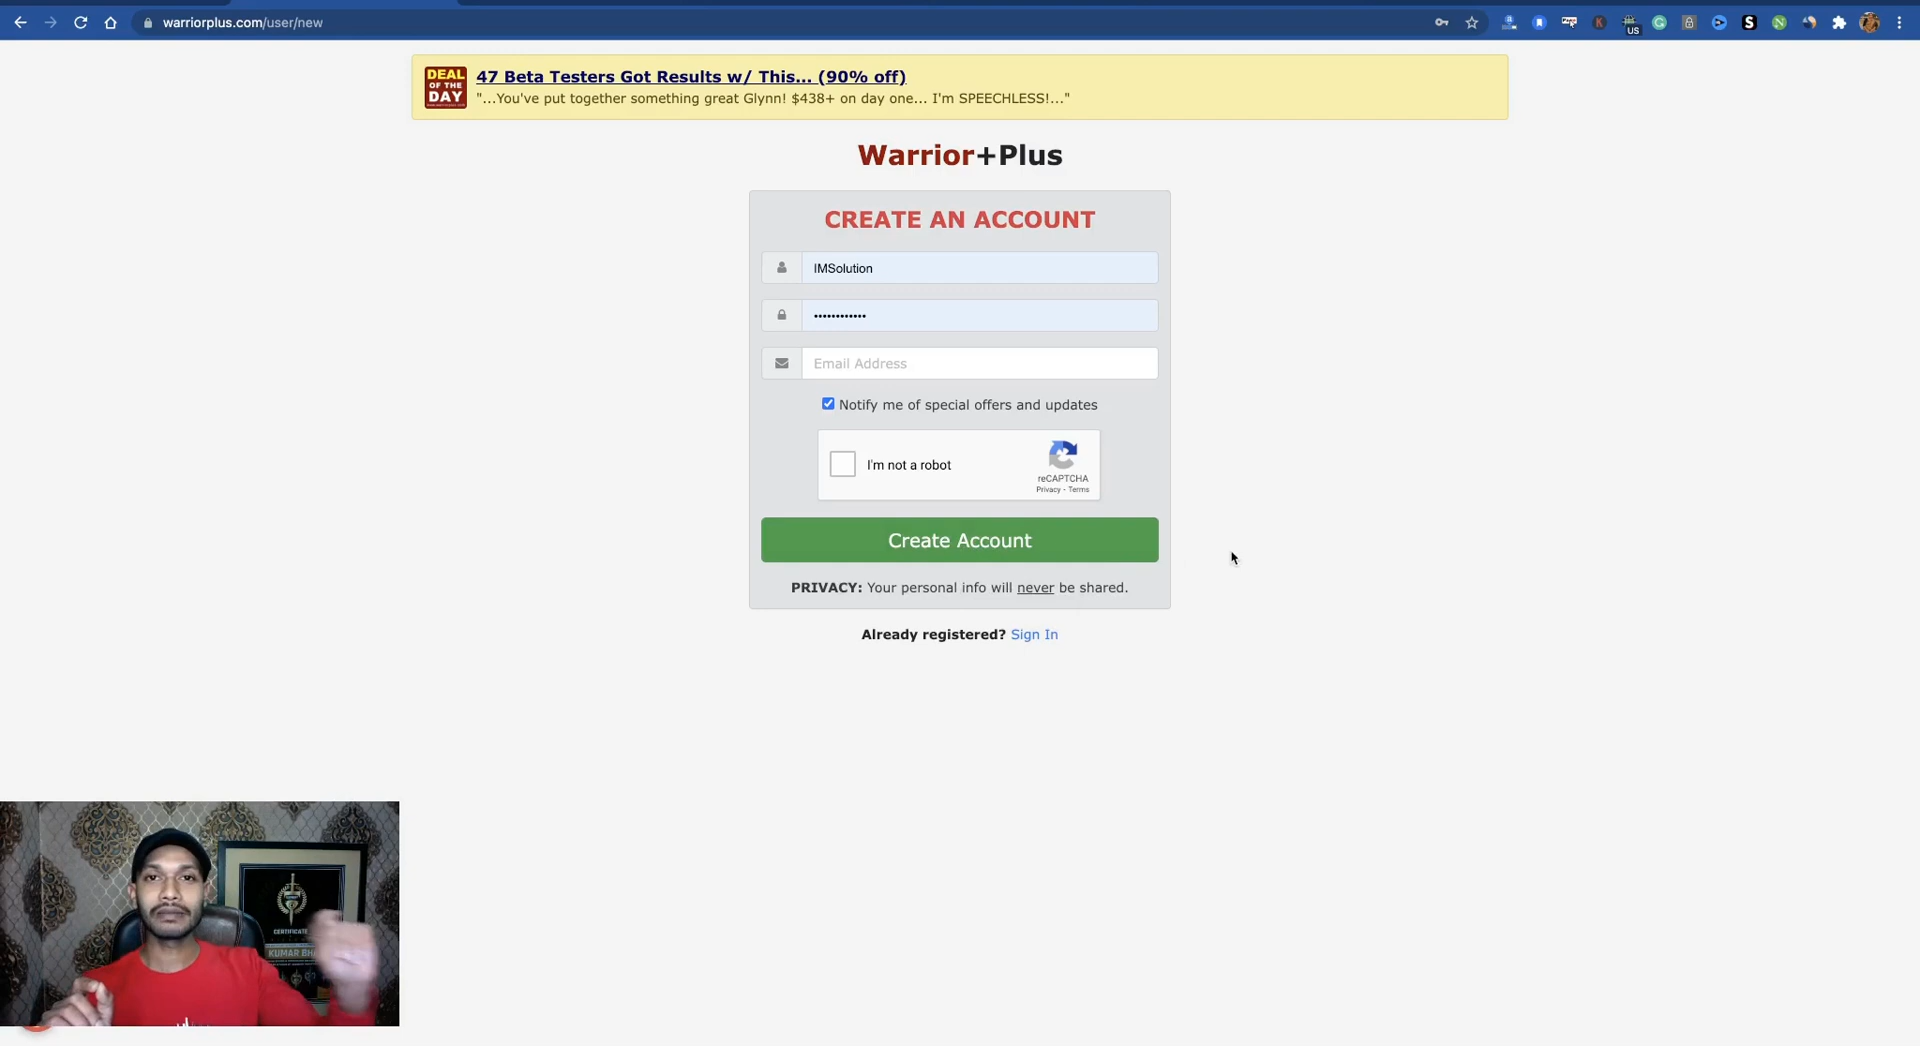 warriorplus.com/user/new
US
DEAL
OF THE
DAY
47 Beta Testers Got Results w/ This... (90% off)
"...You've put together something great Glynn! $438+ on day one... I'm SPEECHLESS!..."
Warrior+Plus
CREATE AN ACCOUNT
IMSolution
••••••••••••
Email Address
Notify me of special offers and updates
I'm not a robot
reCAPTCHA
Privacy - Terms
Create Account
PRIVACY: Your personal info will never be shared.
Already registered? Sign In
KUMAR